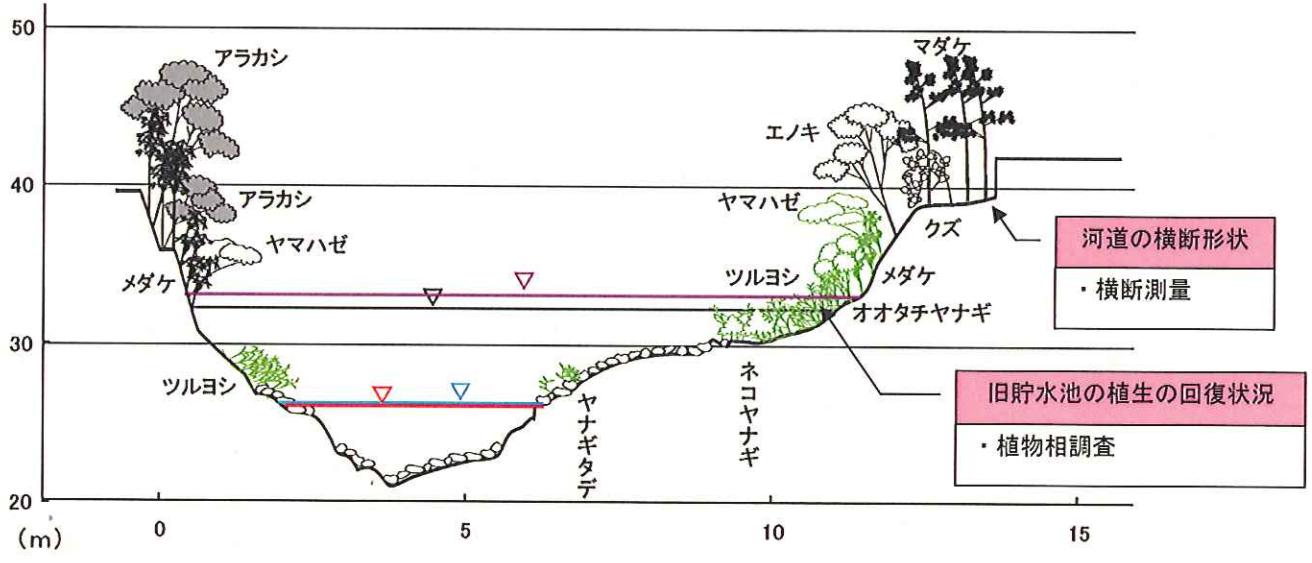 50
マダケ
アラカシ
エノキ
40
アラカシ
ヤマハゼ
ヤマハゼ
クズ
河道の横断形状
・横断測量
メダケ
ツルヨシ
メダケ
オオタチヤナギ
30
ツルヨシ
ヤナギタデ
ネコヤナギ
旧貯水池の植生の回復状況
・植物相調査
20
(m)
0
5
10
15